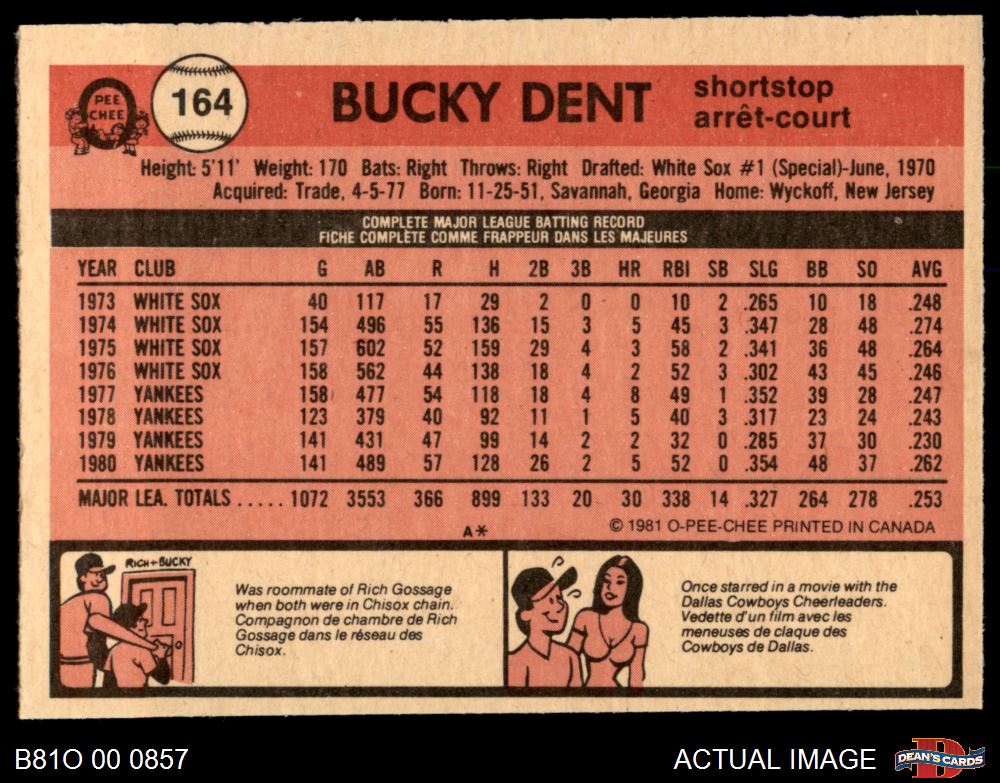 PEE
CHEE
164
BUCKY DENT
shortstop
arrêt-court
Height: 5'11' Weight: 170 Bats: Right Throws: Right Drafted: White Sox #1 (Special)-June, 1970
Acquired: Trade, 4-5-77 Born: 11-25-51, Savannah, Georgia Home: Wyckoff, New Jersey
COMPLETE MAJOR LEAGUE BATTING RECORD
FICHE COMPLÈTE COMME FRAPPEUR DANS LES MAJEURES
YEAR CLUB G AB R H 2B 3B HR RBI SB SLG BB SO AVG
1973 WHITE SOX 40 117 17 29 2 0 0 10 2 .265 10 18 .248
1974 WHITE SOX 154 496 55 136 15 3 5 45 3 .347 28 48 .274
1975 WHITE SOX 157 602 52 159 29 4 3 58 2 .341 36 48 .264
1976 WHITE SOX 158 562 44 138 18 4 2 52 3 .302 43 45 .246
1977 YANKEES 158 477 54 118 18 4 8 49 1 .352 39 28 .247
1978 YANKEES 123 379 40 92 11 1 5 40 3 .317 23 24 .243
1979 YANKEES 141 431 47 99 14 2 2 32 0 .285 37 30 .230
1980 YANKEES 141 489 57 128 26 2 5 52 0 .354 48 37 .262
MAJOR LEA. TOTALS ..... 1072 3553 366 899 133 20 30 338 14 .327 264 278 .253
A*
© 1981 O-PEE-CHEE PRINTED IN CANADA
RICH + BUCKY
Was roommate of Rich Gossage
when both were in Chisox chain.
Compagnon de chambre de Rich
Gossage dans le réseau des
Chisox.
Once starred in a movie with the
Dallas Cowboys Cheerleaders.
Vedette d'un film avec les
meneuses de claque des
Cowboys de Dallas.
B81O 00 0857
ACTUAL IMAGE
DEAN'S CARDS